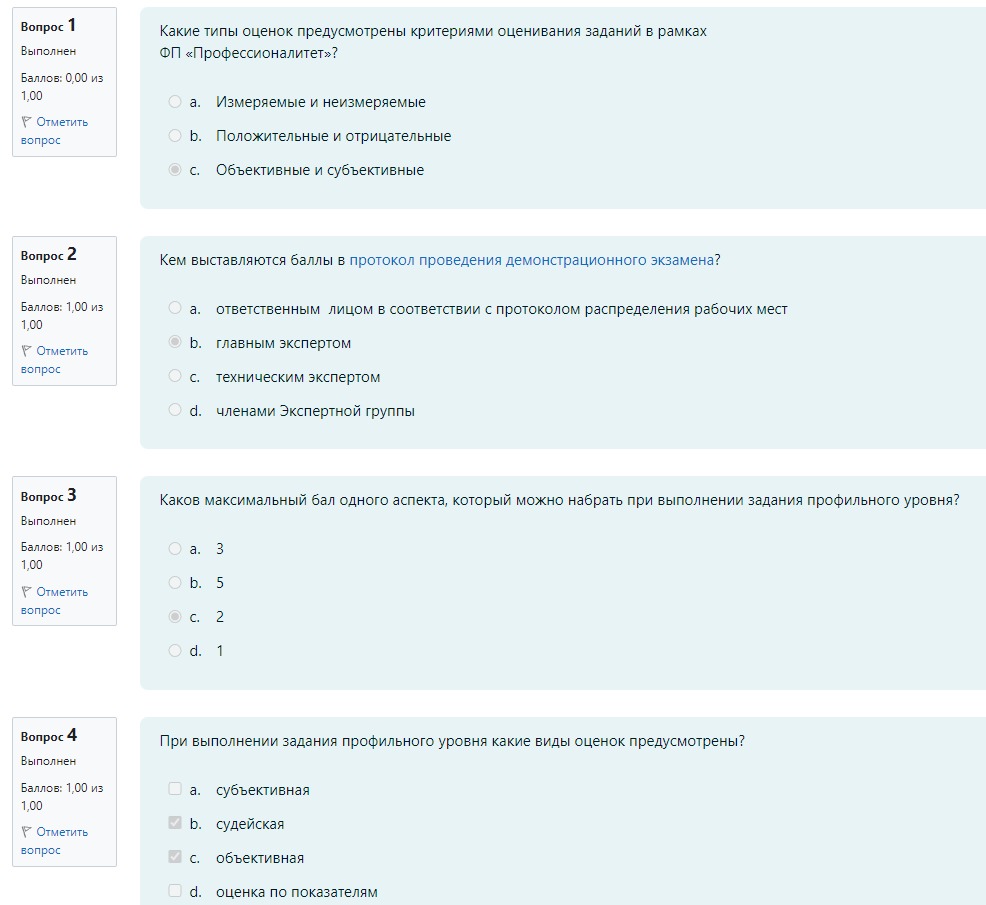 Вопрос 1
Выполнен
Баллов: 0,00 из
1,00
Отметить
вопрос
Какие типы оценок предусмотрены критериями оценивания заданий в рамках
ФП «Профессионалитет»?
a. Измеряемые и неизмеряемые
b. Положительные и отрицательные
c. Объективные и субъективные
Вопрос 2
Выполнен
Баллов: 1,00 из
1,00
Отметить
вопрос
Кем выставляются баллы в протокол проведения демонстрационного экзамена?
a. ответственным лицом в соответствии с протоколом распределения рабочих мест
b. главным экспертом
c. техническим экспертом
d. членами Экспертной группы
Вопрос 3
Выполнен
Баллов: 1,00 из
1,00
Отметить
вопрос
Каков максимальный бал одного аспекта, который можно набрать при выполнении задания профильного уровня?
a. 3
b. 5
c. 2
d. 1
Вопрос 4
Выполнен
Баллов: 1,00 из
1,00
Отметить
вопрос
При выполнении задания профильного уровня какие виды оценок предусмотрены?
a. субъективная
b. судейская
c. объективная
d. оценка по показателям